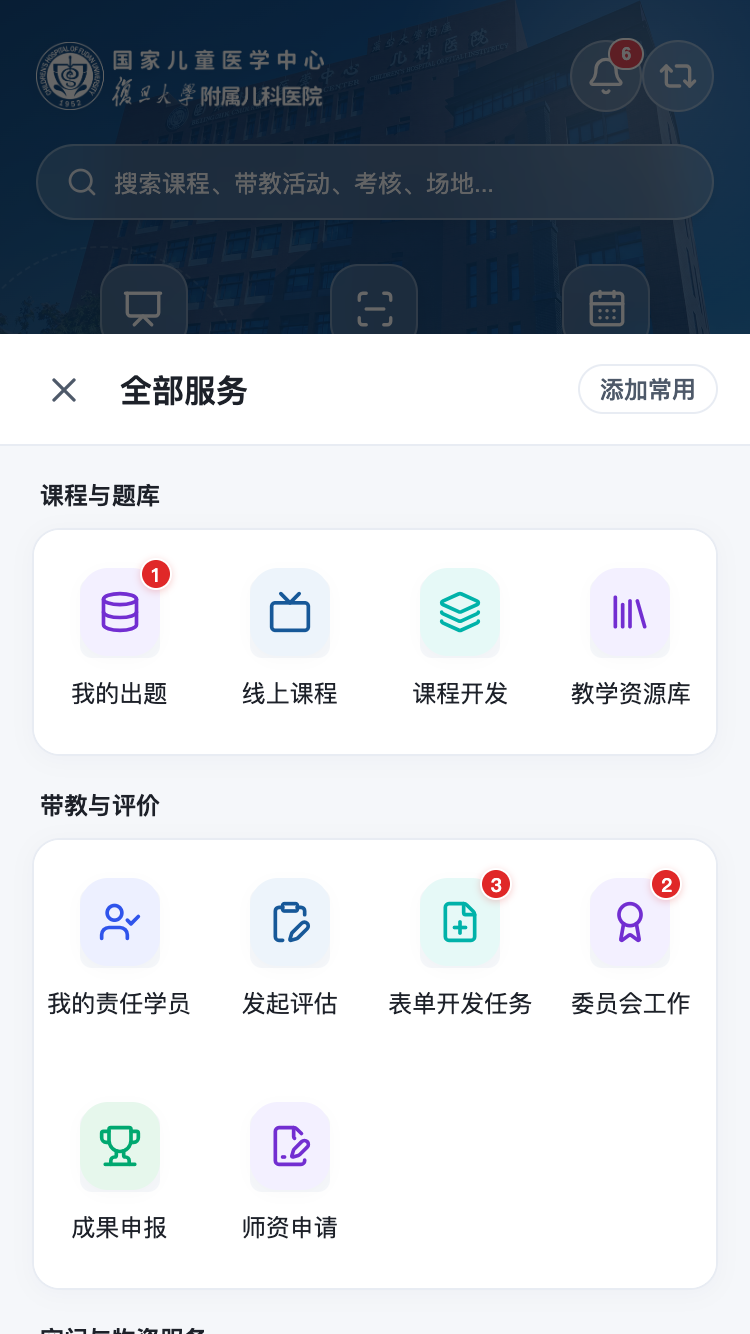 国家儿童医学中心
復旦大学附属儿科医院
1952
6
搜索课程、带教活动、考核、场地...
全部服务
添加常用
课程与题库
1
我的出题
线上课程
课程开发
教学资源库
带教与评价
3
2
我的责任学员
发起评估
表单开发任务
委员会工作
成果申报
师资申请